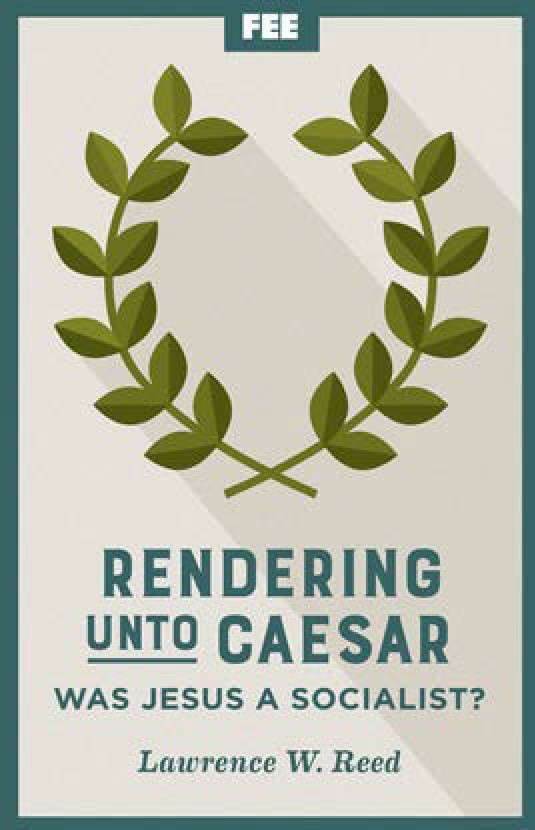 FEE
RENDERING
UNTO CAESAR
WAS JESUS A SOCIALIST?
Lawrence W. Reed